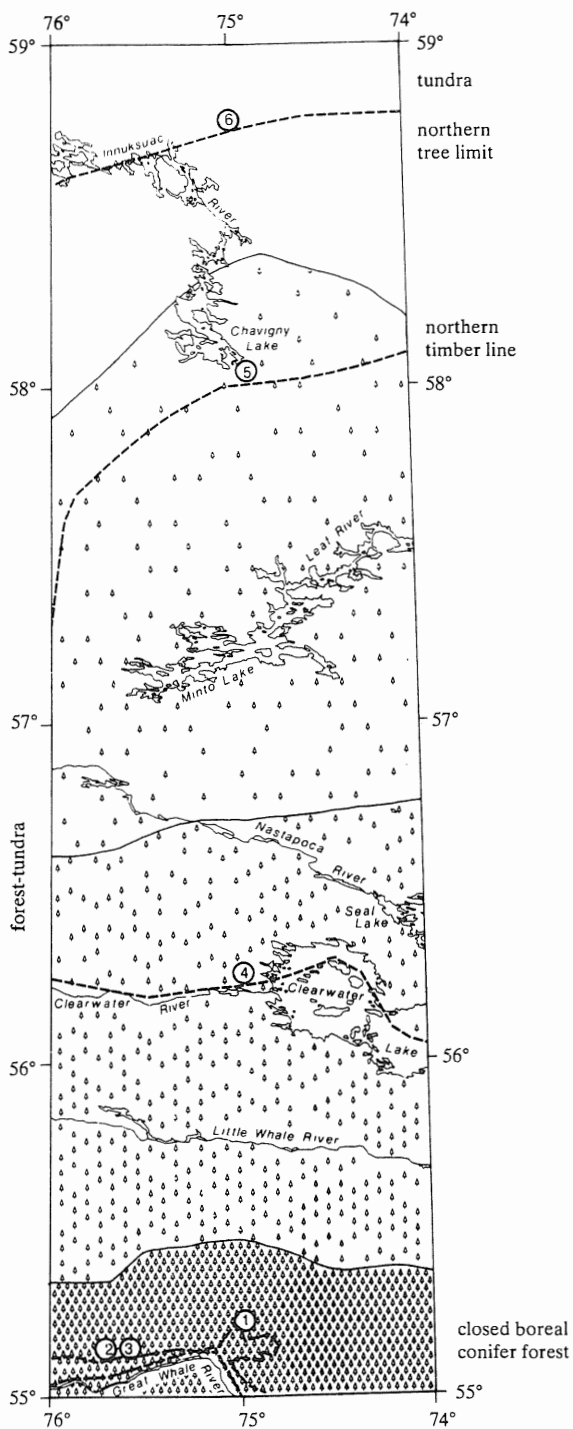 76°
75°
74°
59°
59°
tundra
6
northern
tree limit
Innuksuac
River
Chavigny
Lake
northern
timber line
5
58°
58°
Leaf River
Minto Lake
57°
57°
Nastapoca
River
Seal
Lake
forest-tundra
4
Clearwater
Clearwater
River
Lake
56°
56°
Little Whale River
1
2
3
closed boreal
conifer forest
Great Whale
River
55°
55°
76°
75°
74°